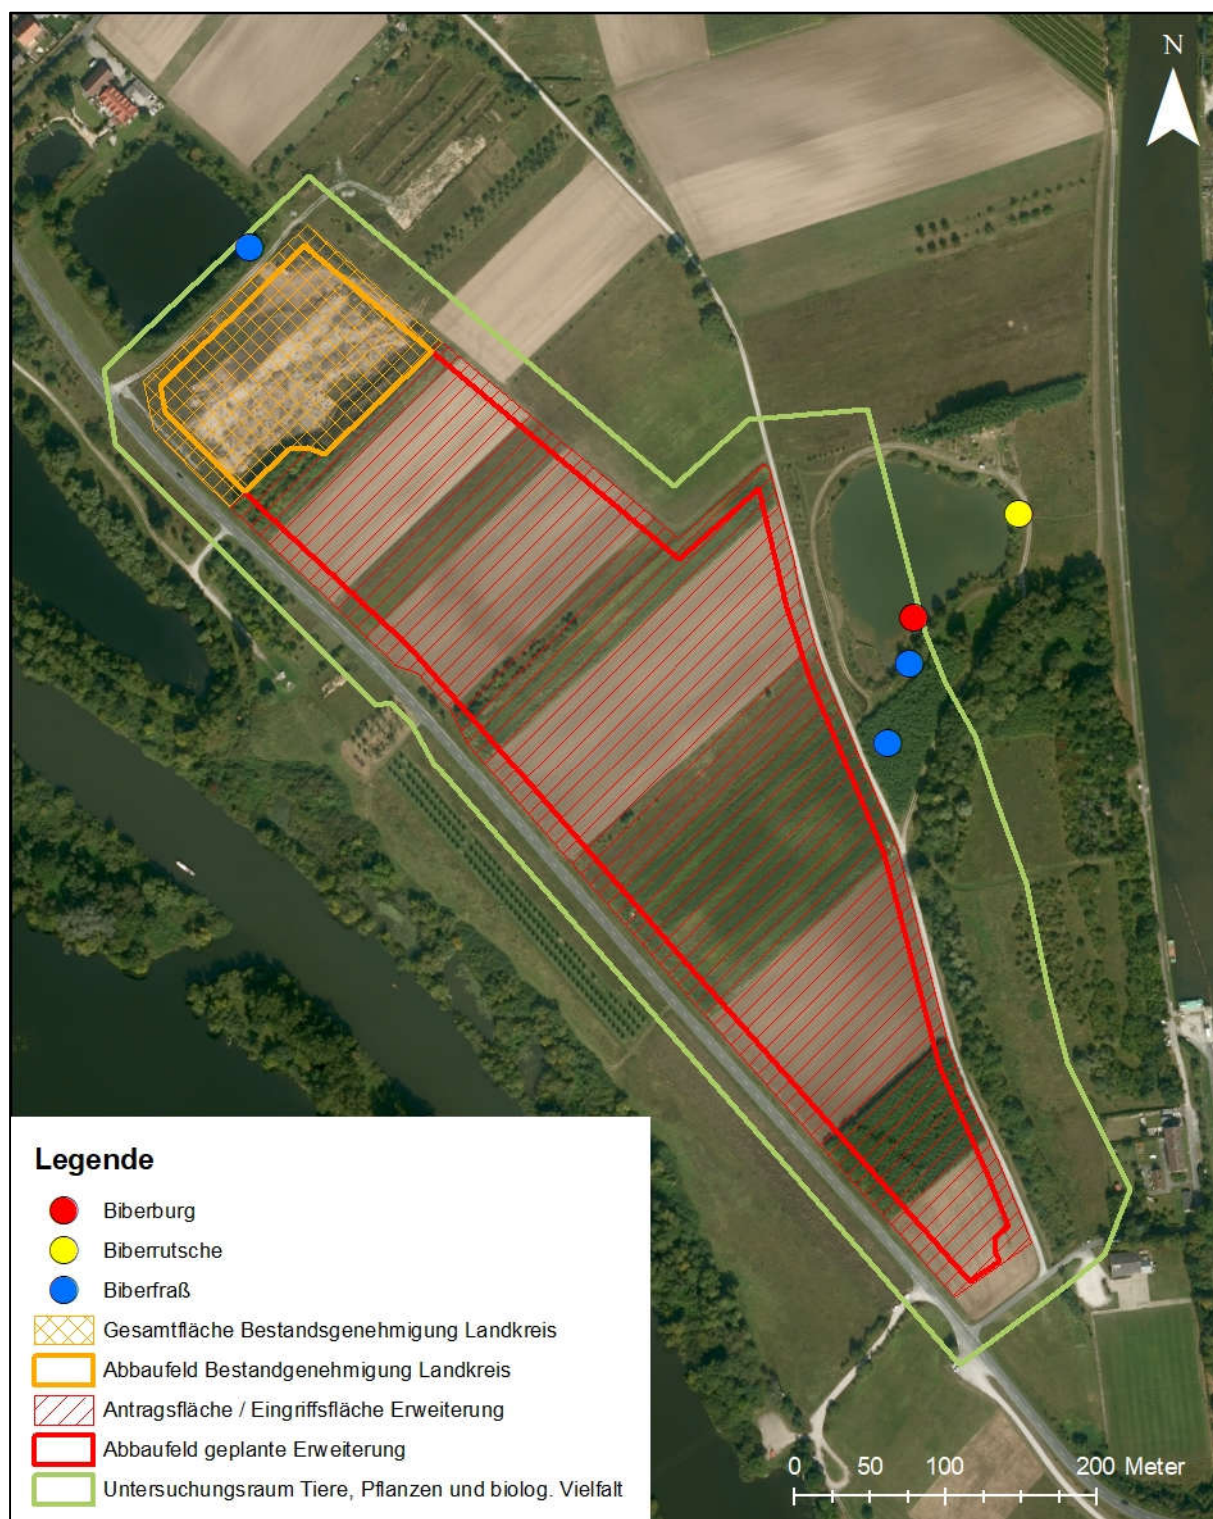 N
Legende
Biberburg
Biberrutsche
Biberfraß
Gesamtfläche Bestandsgenehmigung Landkreis
Abbaufeld Bestandgenehmigung Landkreis
Antragsfläche / Eingriffsfläche Erweiterung
Abbaufeld geplante Erweiterung
Untersuchungsraum Tiere, Pflanzen und biolog. Vielfalt
0 50 100 200 Meter